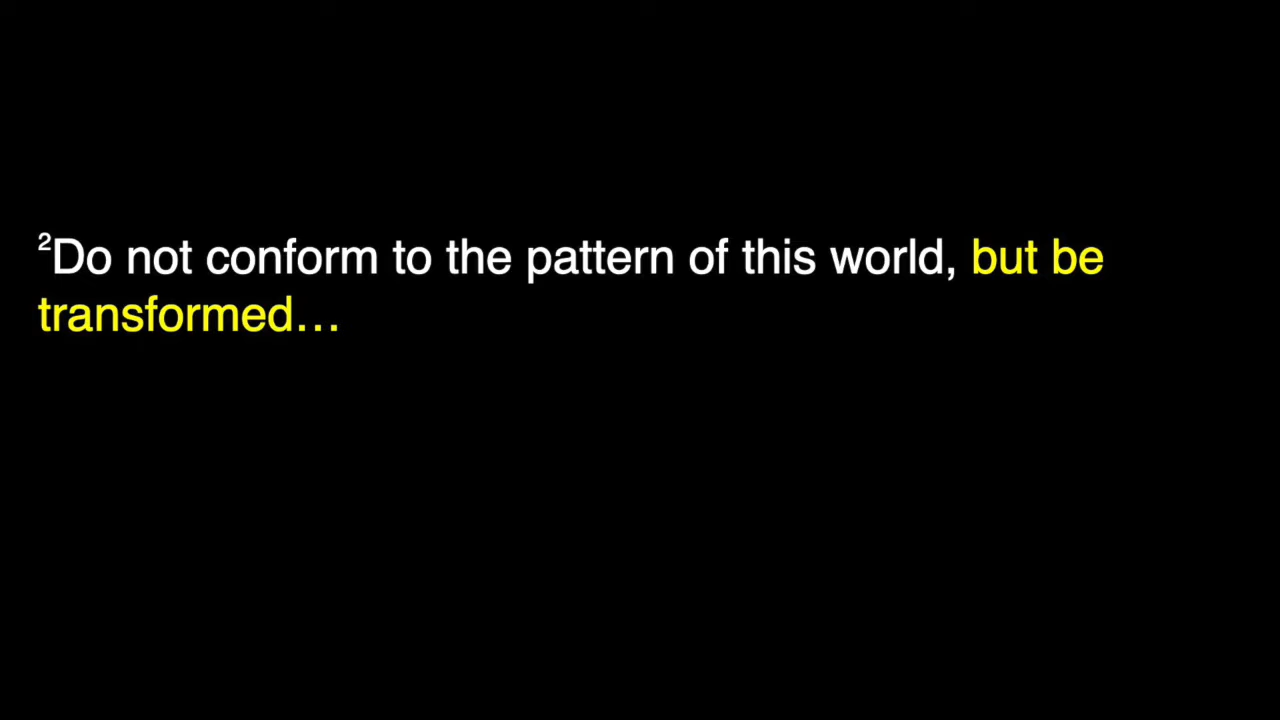 ²Do not conform to the pattern of this world, but be
transformed…